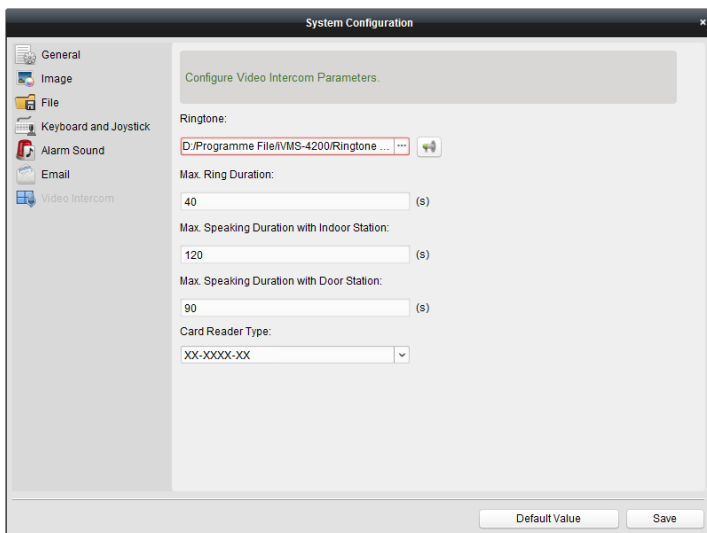 System Configuration
×
General
Image
File
Keyboard and Joystick
Alarm Sound
Email
Video Intercom
Configure Video Intercom Parameters.
Ringtone:
D:/Programme File/iVMS-4200/Ringtone ... ···
Max. Ring Duration:
40 (s)
Max. Speaking Duration with Indoor Station:
120 (s)
Max. Speaking Duration with Door Station:
90 (s)
Card Reader Type:
XX-XXXX-XX
Default Value Save